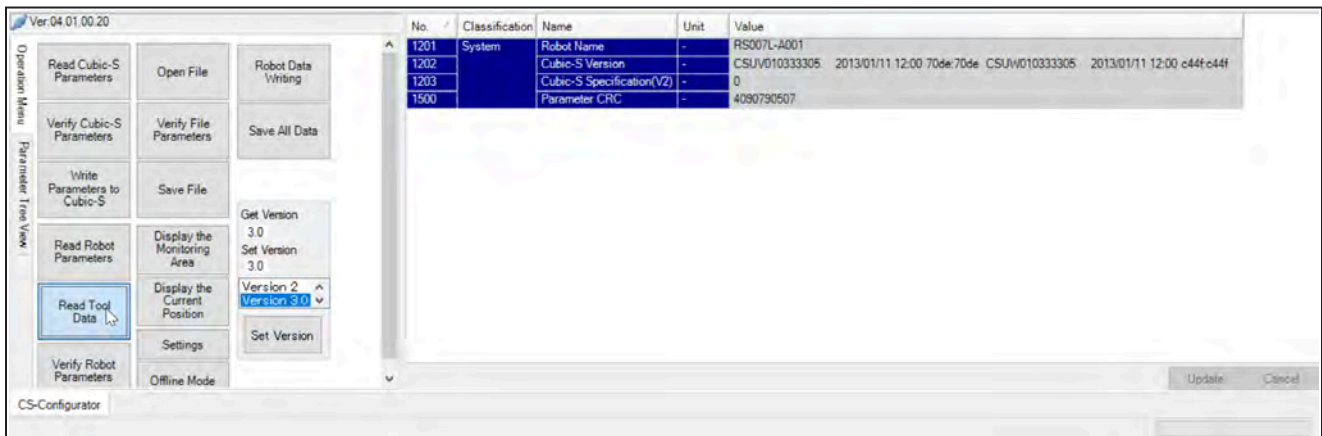 Ver.04.01.00.20
Operation Menu
Parameter Tree View
Read Cubic-S
Parameters
Open File
Robot Data
Writing
Verify Cubic-S
Parameters
Verify File
Parameters
Save All Data
Write
Parameters to
Cubic-S
Save File
Get Version
3.0
Set Version
3.0
Read Robot
Parameters
Display the
Monitoring
Area
Version 2
Version 3.0
Read Tool
Data
Display the
Current
Position
Set Version
Settings
Verify Robot
Parameters
Offline Mode
No. Classification Name Unit Value
1201 System Robot Name - RS007L-A001
1202 Cubic-S Version - CSUV010333305 2013/01/11 12:00 70de:70de CSUW010333305 2013/01/11 12:00 c44f:c44f
1203 Cubic-S Specification(V2) - 0
1500 Parameter CRC - 4090790507
Update Cancel
CS-Configurator